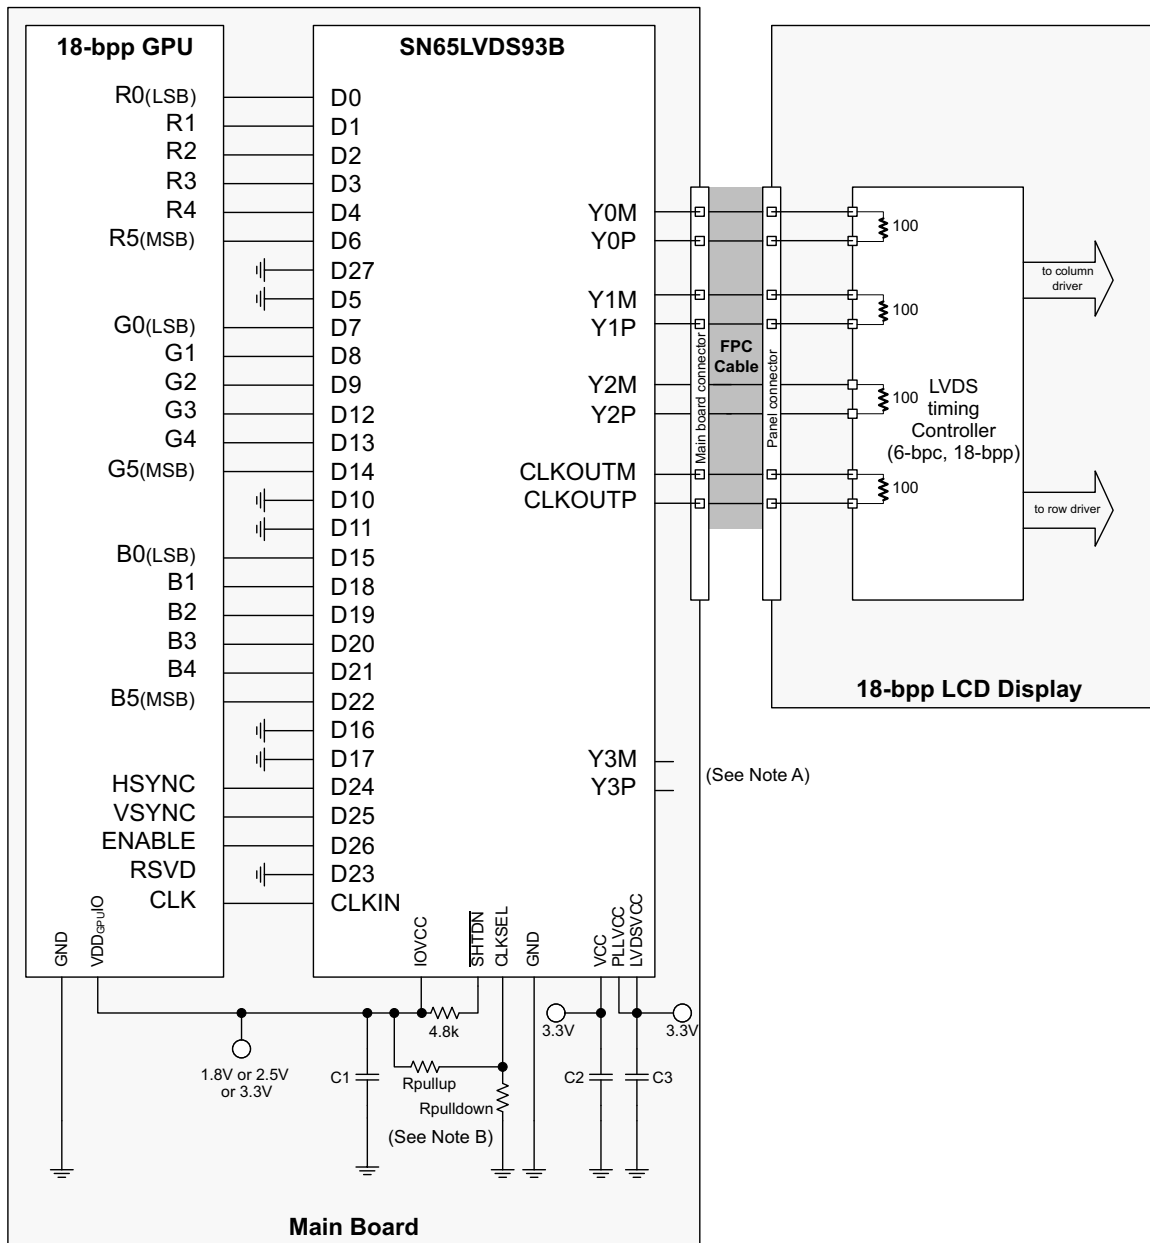 18-bpp GPU
SN65LVDS93B
R0(LSB) D0
R1 D1
R2 D2
R3 D3
R4 D4
R5(MSB) D6
D27
D5
G0(LSB) D7
G1 D8
G2 D9
G3 D12
G4 D13
G5(MSB) D14
D10
D11
B0(LSB) D15
B1 D18
B2 D19
B3 D20
B4 D21
B5(MSB) D22
D16
D17
HSYNC D24
VSYNC D25
ENABLE D26
RSVD D23
CLK CLKIN
Y0M
Y0P
Y1M
Y1P
Y2M
Y2P
CLKOUTM
CLKOUTP
Y3M
Y3P
(See Note A)
Main board connector
FPC
Cable
Panel connector
100
100
100
100
LVDS
timing
Controller
(6-bpc, 18-bpp)
to column
driver
to row driver
18-bpp LCD Display
GND
VDDGPUIO
IOVCC
SHTDN
CLKSEL
GND
VCC
PLLVCC
LVDSVCC
4.8k
3.3V
3.3V
1.8V or 2.5V
or 3.3V
C1
Rpullup
Rpulldown
(See Note B)
C2
C3
Main Board